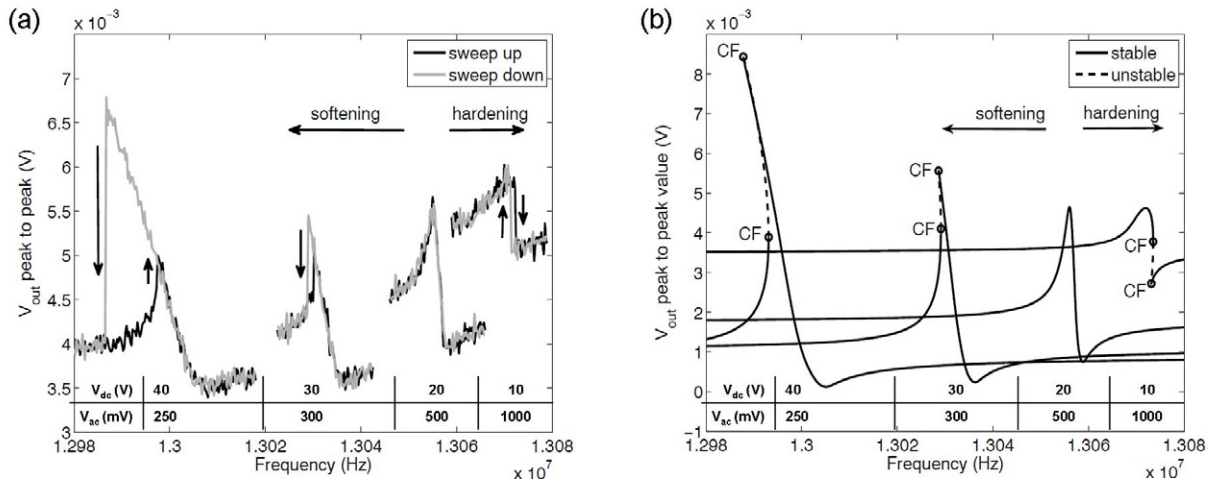 (a)
x 10⁻³
7
6.5
6
5.5
5
4.5
4
3.5
3
V_out peak to peak (V)
sweep up
sweep down
softening
hardening
V_dc (V) 40 30 20 10
V_ac (mV) 250 300 500 1000
1.298 1.3 1.302 1.304 1.306 1.308
Frequency (Hz)
x 10⁷
(b)
x 10⁻³
8
7
6
5
4
3
2
1
0
−1
V_out peak to peak value (V)
stable
unstable
softening
hardening
CF
CF
CF
CF
CF
CF
V_dc (V) 40 30 20 10
V_ac (mV) 250 300 500 1000
1.298 1.3 1.302 1.304 1.306 1.308
Frequency (Hz)
x 10⁷